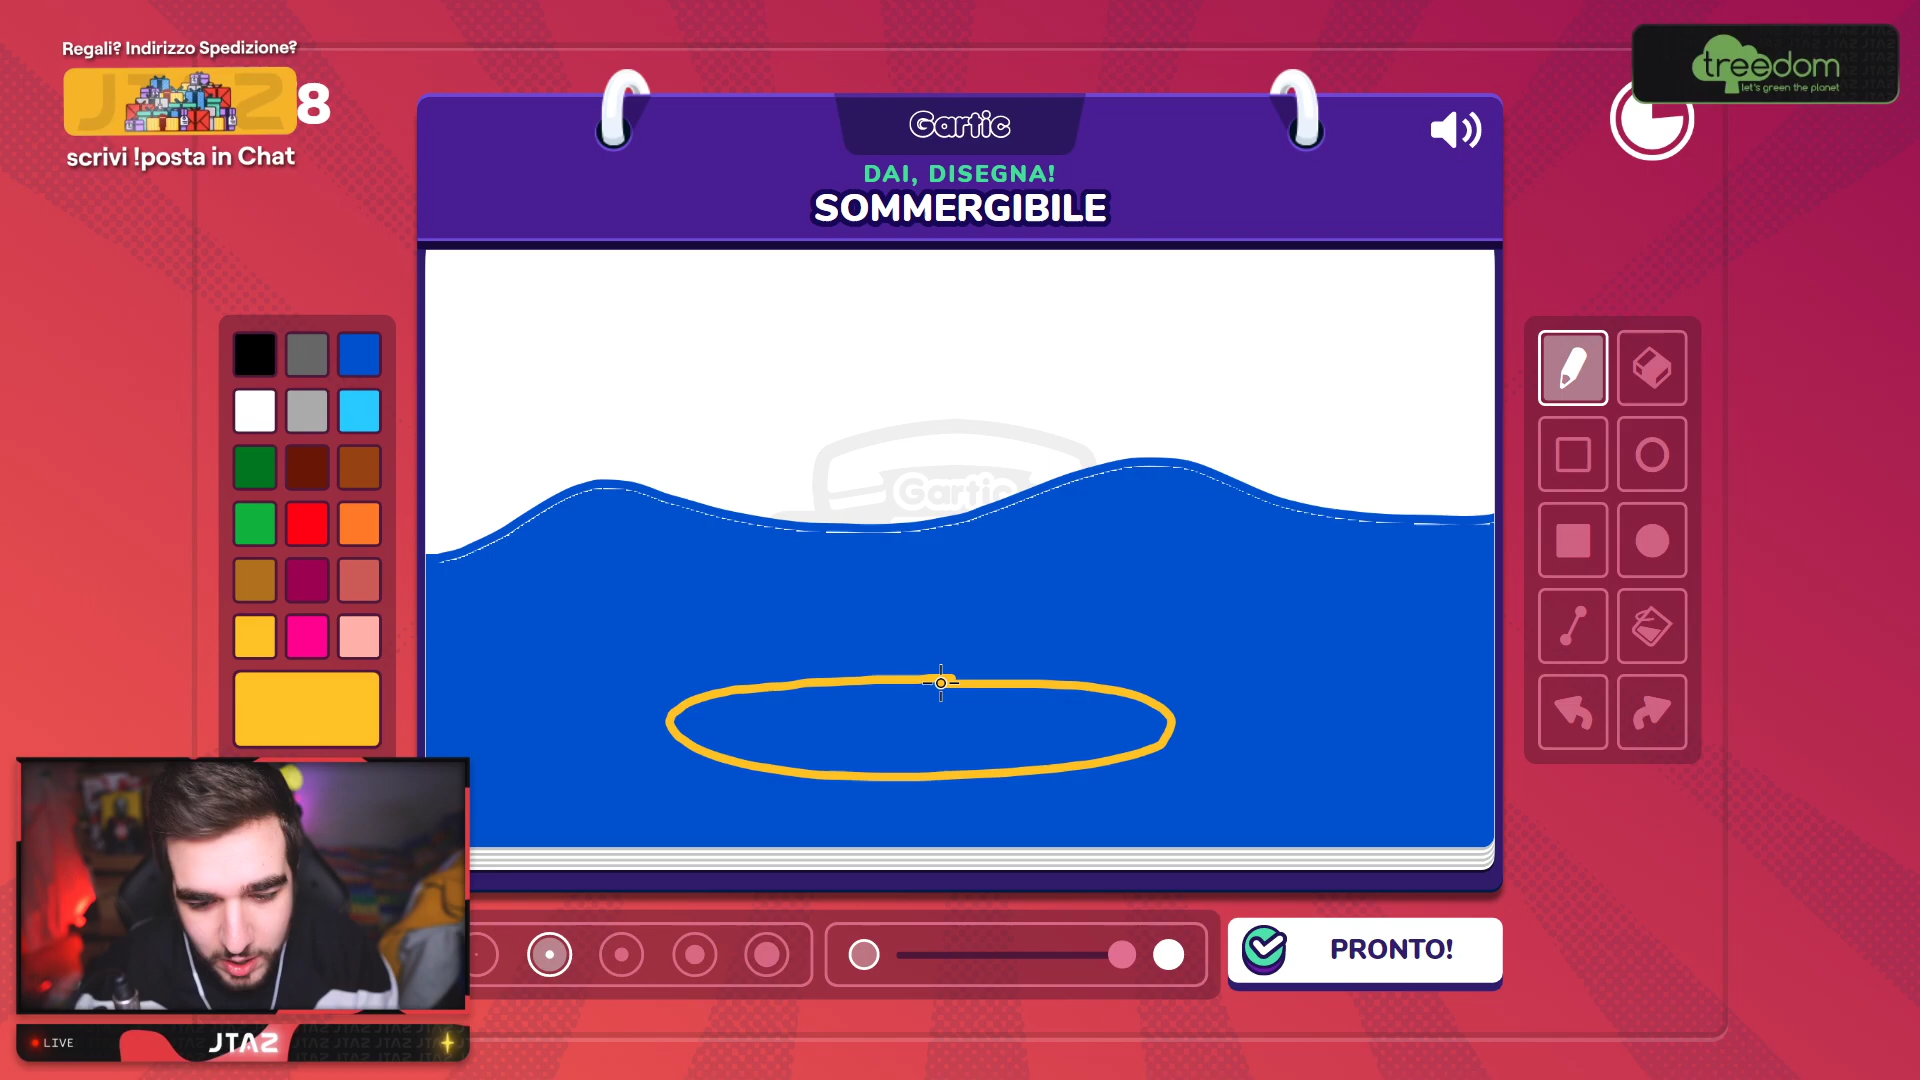 Regali? Indirizzo Spedizione?
JTAZ
8
scrivi !posta in Chat
treedom
let's green the planet
Gartic
DAI, DISEGNA!
SOMMERGIBILE
Gartic
PRONTO!
LIVE
JTAZ